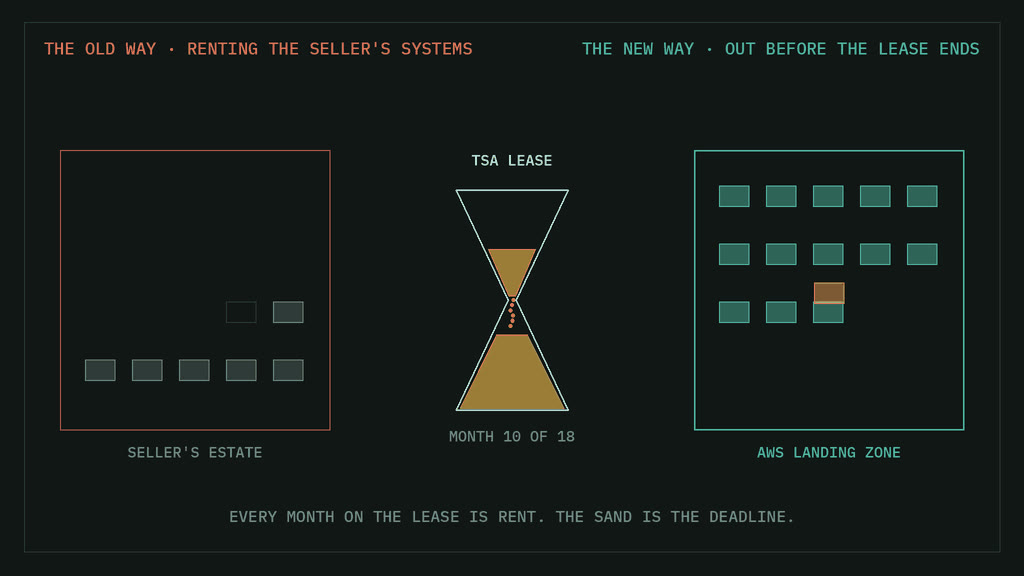 THE OLD WAY · RENTING THE SELLER'S SYSTEMS
THE NEW WAY · OUT BEFORE THE LEASE ENDS
TSA LEASE
MONTH 10 OF 18
SELLER'S ESTATE
AWS LANDING ZONE
EVERY MONTH ON THE LEASE IS RENT. THE SAND IS THE DEADLINE.